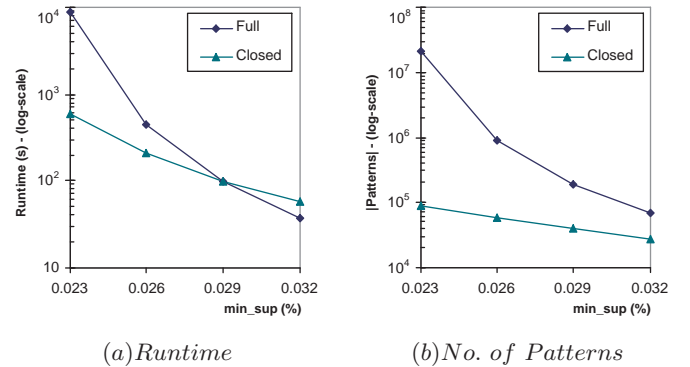 10^4
10^3
10^2
10
Runtime (s) - (log-scale)
Full
Closed
0.023 0.026 0.029 0.032
min_sup (%)
(a)Runtime
10^8
10^7
10^6
10^5
10^4
|Patterns| - (log-scale)
Full
Closed
0.023 0.026 0.029 0.032
min_sup (%)
(b)No. of Patterns